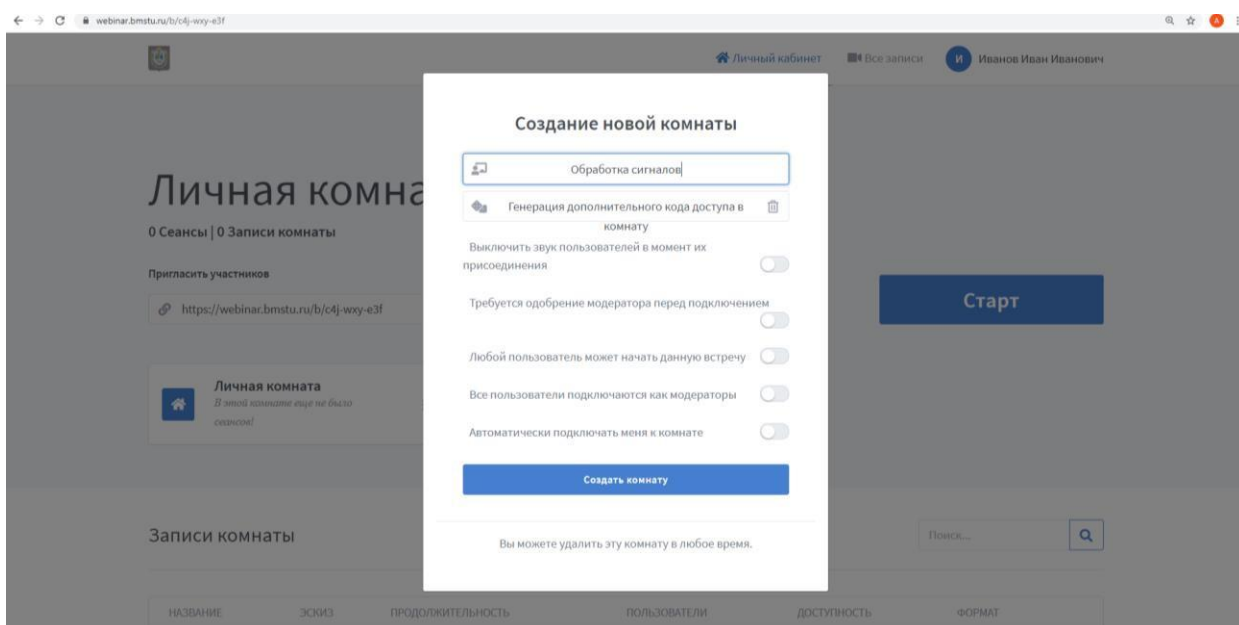 webinar.bmstu.ru/b/c4j-wxy-e3f
А
Личный кабинет
Все записи
И
Иванов Иван Иванович
Личная комна
0 Сеансы | 0 Записи комнаты
Пригласить участников
https://webinar.bmstu.ru/b/c4j-wxy-e3f
Личная комната
В этой комнате еще не было
сеансов!
Создание новой комнаты
Обработка сигналов
Генерация дополнительного кода доступа в
комнату
Выключить звук пользователей в момент их
присоединения
Требуется одобрение модератора перед подключением
Любой пользователь может начать данную встречу
Все пользователи подключаются как модераторы
Автоматически подключать меня к комнате
Создать комнату
Вы можете удалить эту комнату в любое время.
Старт
Записи комнаты
Поиск...
НАЗВАНИЕ ЭСКИЗ ПРОДОЛЖИТЕЛЬНОСТЬ ПОЛЬЗОВАТЕЛИ ДОСТУПНОСТЬ ФОРМАТ